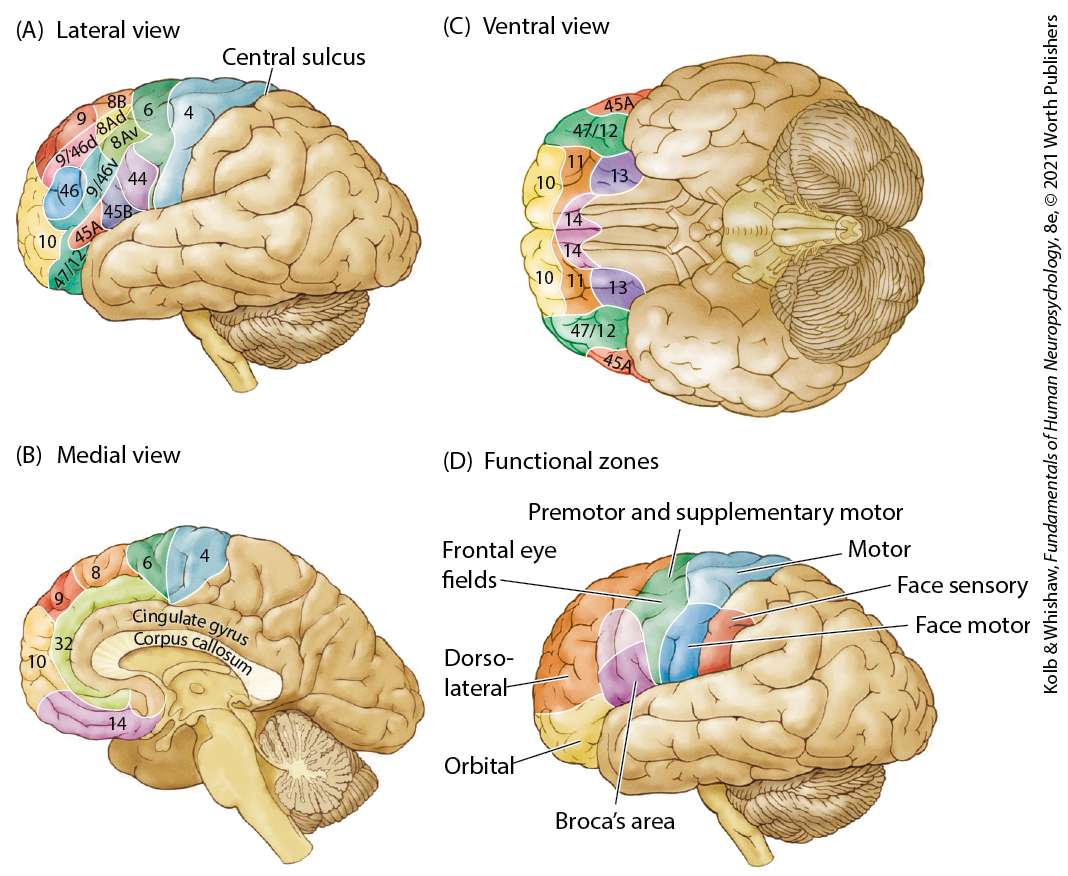 (A) Lateral view
Central sulcus
9
8B
8Ad
6
4
8Av
9/46d
46
9/46v
44
45B
10
45A
47/12
(C) Ventral view
45A
47/12
11
10
13
14
14
10
11
13
47/12
45A
(B) Medial view
4
6
8
9
32
10
14
Cingulate gyrus
Corpus callosum
(D) Functional zones
Premotor and supplementary motor
Frontal eye
fields
Motor
Face sensory
Face motor
Dorso-
lateral
Orbital
Broca's area
Kolb & Whishaw, Fundamentals of Human Neuropsychology, 8e, © 2021 Worth Publishers